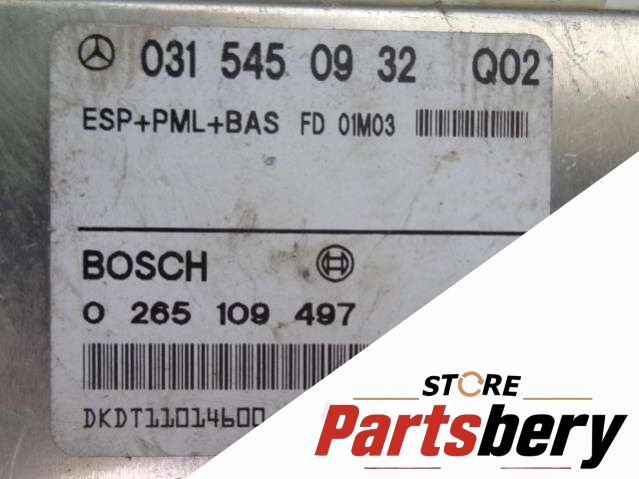 031 545 09 32 Q02
ESP+PML+BAS FD 01M03
BOSCH
0 265 109 497
DKDT11014600
STORE
Partsbery